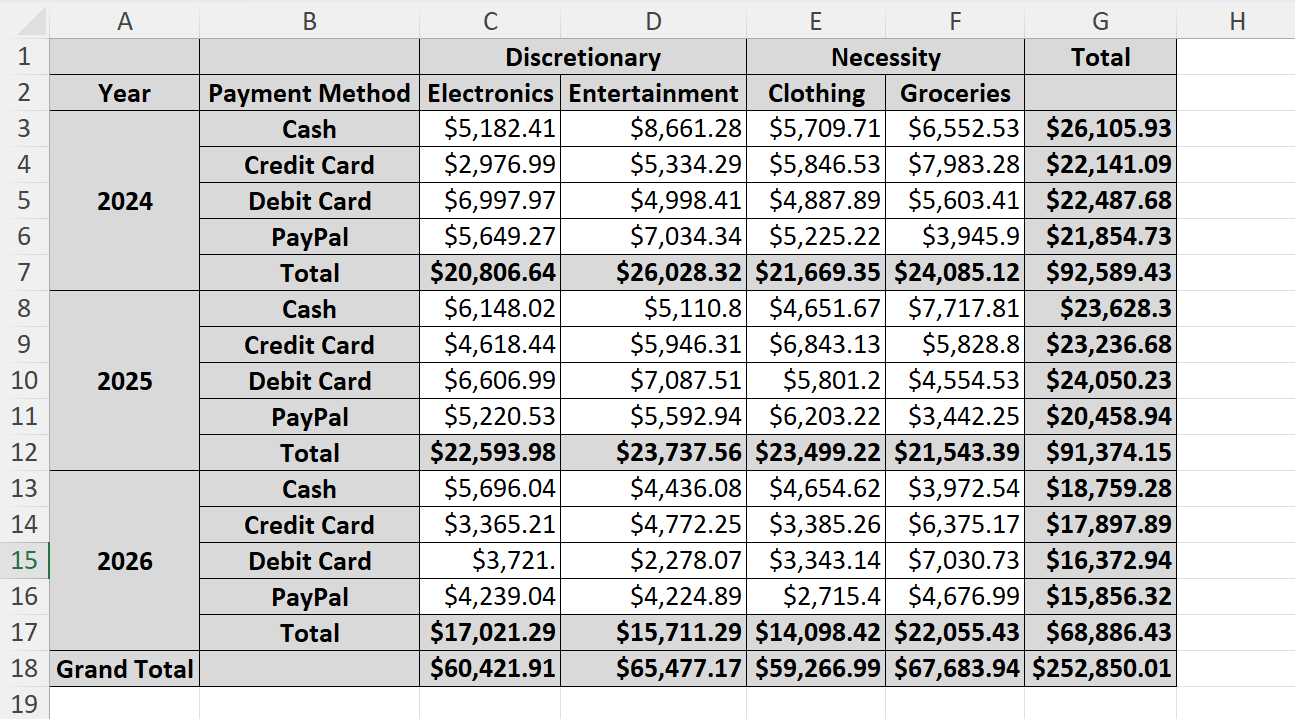 A B C D E F G H
1 Discretionary Necessity Total
2 Year Payment Method Electronics Entertainment Clothing Groceries
3 Cash $5,182.41 $8,661.28 $5,709.71 $6,552.53 $26,105.93
4 Credit Card $2,976.99 $5,334.29 $5,846.53 $7,983.28 $22,141.09
5 2024 Debit Card $6,997.97 $4,998.41 $4,887.89 $5,603.41 $22,487.68
6 PayPal $5,649.27 $7,034.34 $5,225.22 $3,945.9 $21,854.73
7 Total $20,806.64 $26,028.32 $21,669.35 $24,085.12 $92,589.43
8 Cash $6,148.02 $5,110.8 $4,651.67 $7,717.81 $23,628.3
9 Credit Card $4,618.44 $5,946.31 $6,843.13 $5,828.8 $23,236.68
10 2025 Debit Card $6,606.99 $7,087.51 $5,801.2 $4,554.53 $24,050.23
11 PayPal $5,220.53 $5,592.94 $6,203.22 $3,442.25 $20,458.94
12 Total $22,593.98 $23,737.56 $23,499.22 $21,543.39 $91,374.15
13 Cash $5,696.04 $4,436.08 $4,654.62 $3,972.54 $18,759.28
14 Credit Card $3,365.21 $4,772.25 $3,385.26 $6,375.17 $17,897.89
15 2026 Debit Card $3,721. $2,278.07 $3,343.14 $7,030.73 $16,372.94
16 PayPal $4,239.04 $4,224.89 $2,715.4 $4,676.99 $15,856.32
17 Total $17,021.29 $15,711.29 $14,098.42 $22,055.43 $68,886.43
18 Grand Total $60,421.91 $65,477.17 $59,266.99 $67,683.94 $252,850.01
19